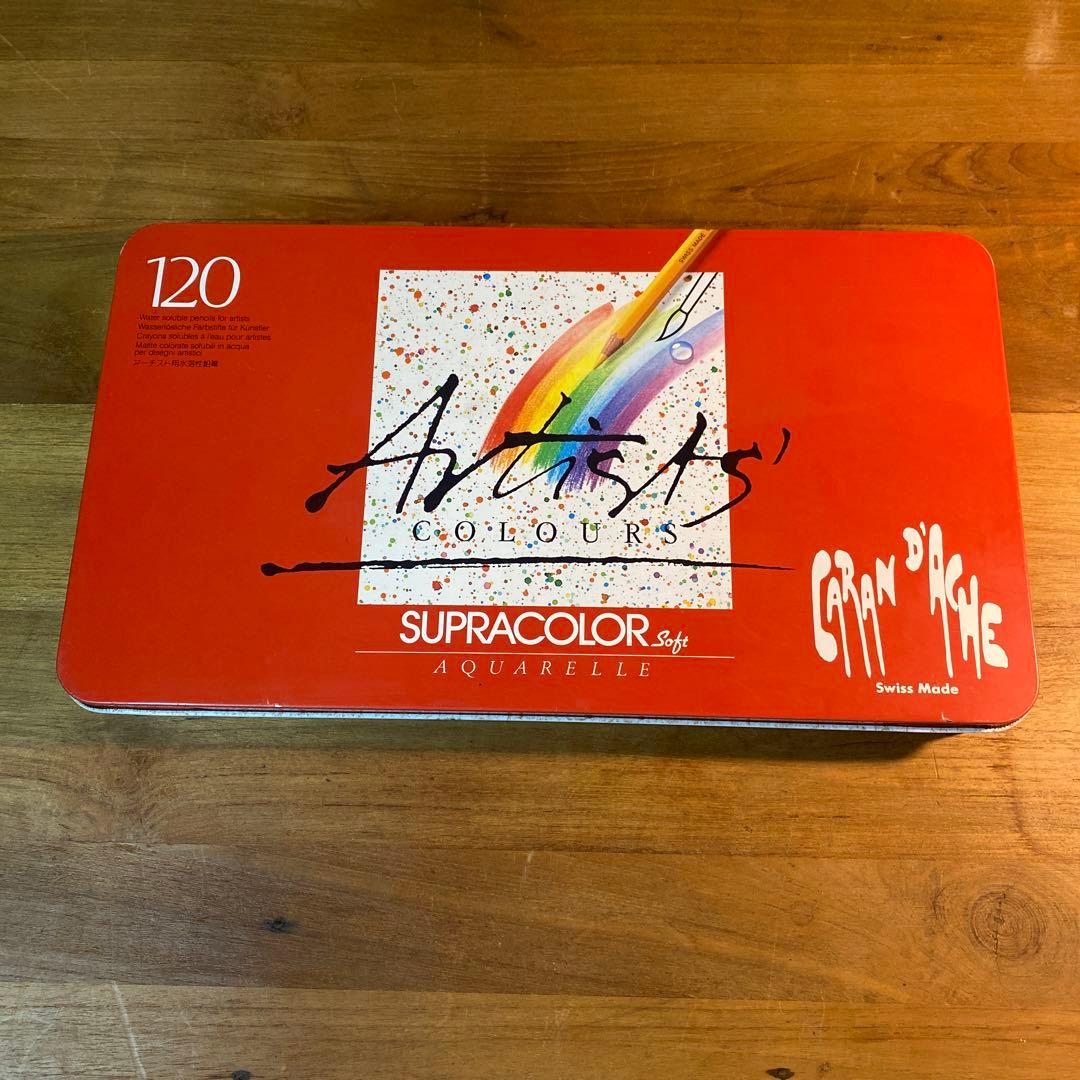 120
Water soluble pencils for artists
Wasserlösliche Farbstifte für Künstler
Crayons solubles à l'eau pour artistes
Matite colorate solubili in acqua
per disegni artistici
アーチスト用水溶性鉛筆
SWISS MADE
Artists'
COLOURS
SUPRACOLOR Soft
AQUARELLE
CARAN D'ACHE
Swiss Made